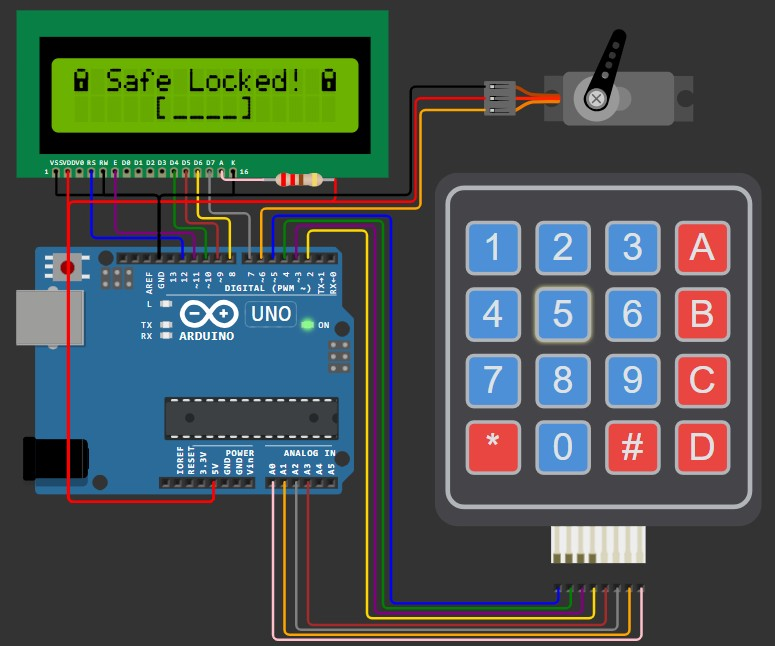 Safe Locked!
[____]
VSS VDD V0 RS RW E D0 D1 D2 D3 D4 D5 D6 D7 A K
1 16
AREF GND 13 12 ~11 ~10 ~9 8 7 ~6 ~5 4 ~3 2 TX→1 RX←0
DIGITAL (PWM ~)
L
UNO
ON
TX
RX
ARDUINO
POWER ANALOG IN
IOREF RESET 3.3V 5V GND GND Vin A0 A1 A2 A3 A4 A5
1 2 3 A
4 5 6 B
7 8 9 C
* 0 # D